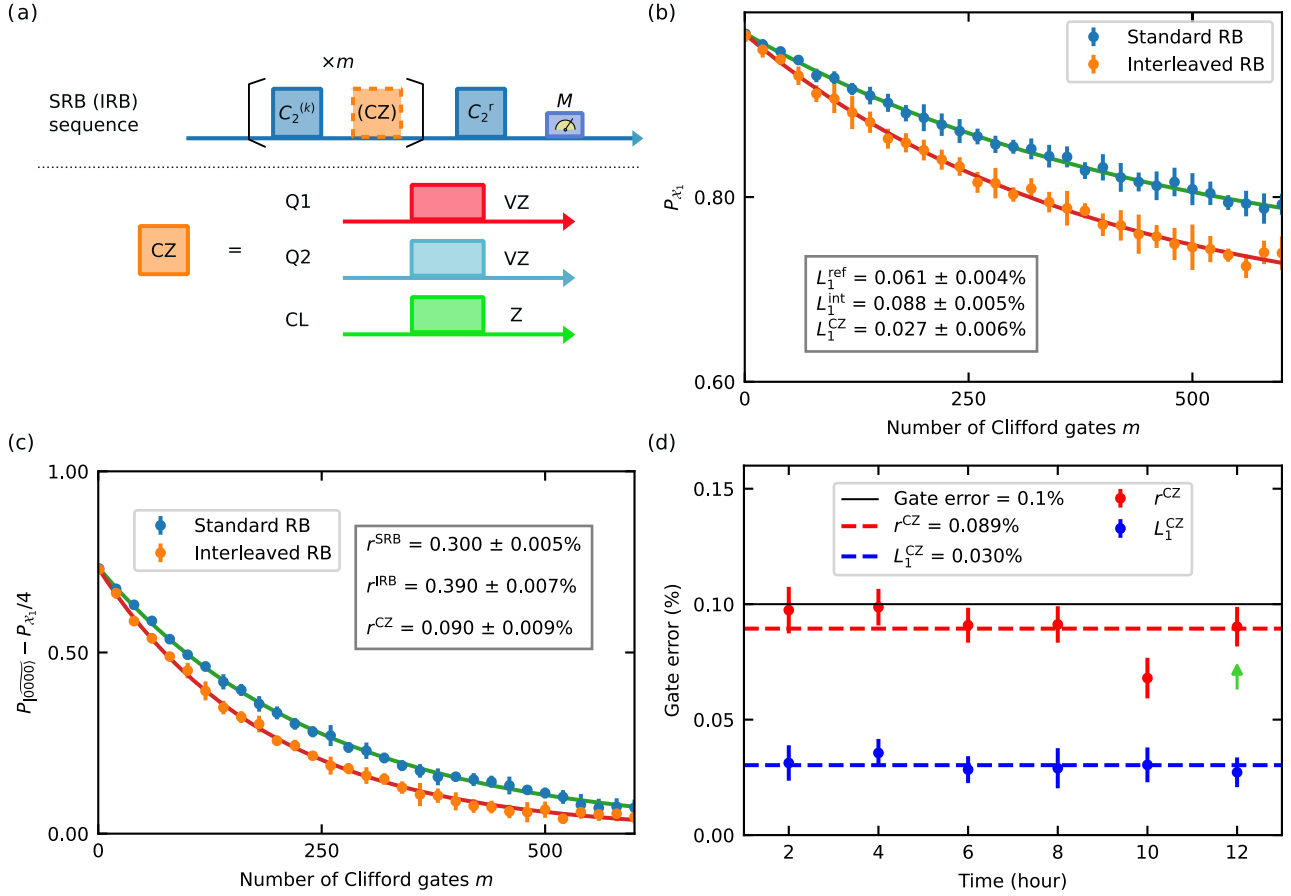 (a)
×m
SRB (IRB)
sequence
C₂⁽ᵏ⁾
(CZ)
C₂ʳ
M
CZ
=
Q1
VZ
Q2
VZ
CL
Z
(b)
P𝒳₁
0.80
0.60
Standard RB
Interleaved RB
L₁ʳᵉᶠ = 0.061 ± 0.004%
L₁ⁱⁿᵗ = 0.088 ± 0.005%
L₁ᶜᶻ = 0.027 ± 0.006%
0
250
500
Number of Clifford gates m
(c)
P|0̃0̃0̃0̃⟩ − P𝒳₁/4
1.00
0.50
0.00
Standard RB
Interleaved RB
rˢᴿᴮ = 0.300 ± 0.005%
rᴵᴿᴮ = 0.390 ± 0.007%
rᶜᶻ = 0.090 ± 0.009%
0
250
500
Number of Clifford gates m
(d)
Gate error (%)
0.15
0.10
0.05
0.00
Gate error = 0.1%
rᶜᶻ = 0.089%
L₁ᶜᶻ = 0.030%
rᶜᶻ
L₁ᶜᶻ
2
4
6
8
10
12
Time (hour)